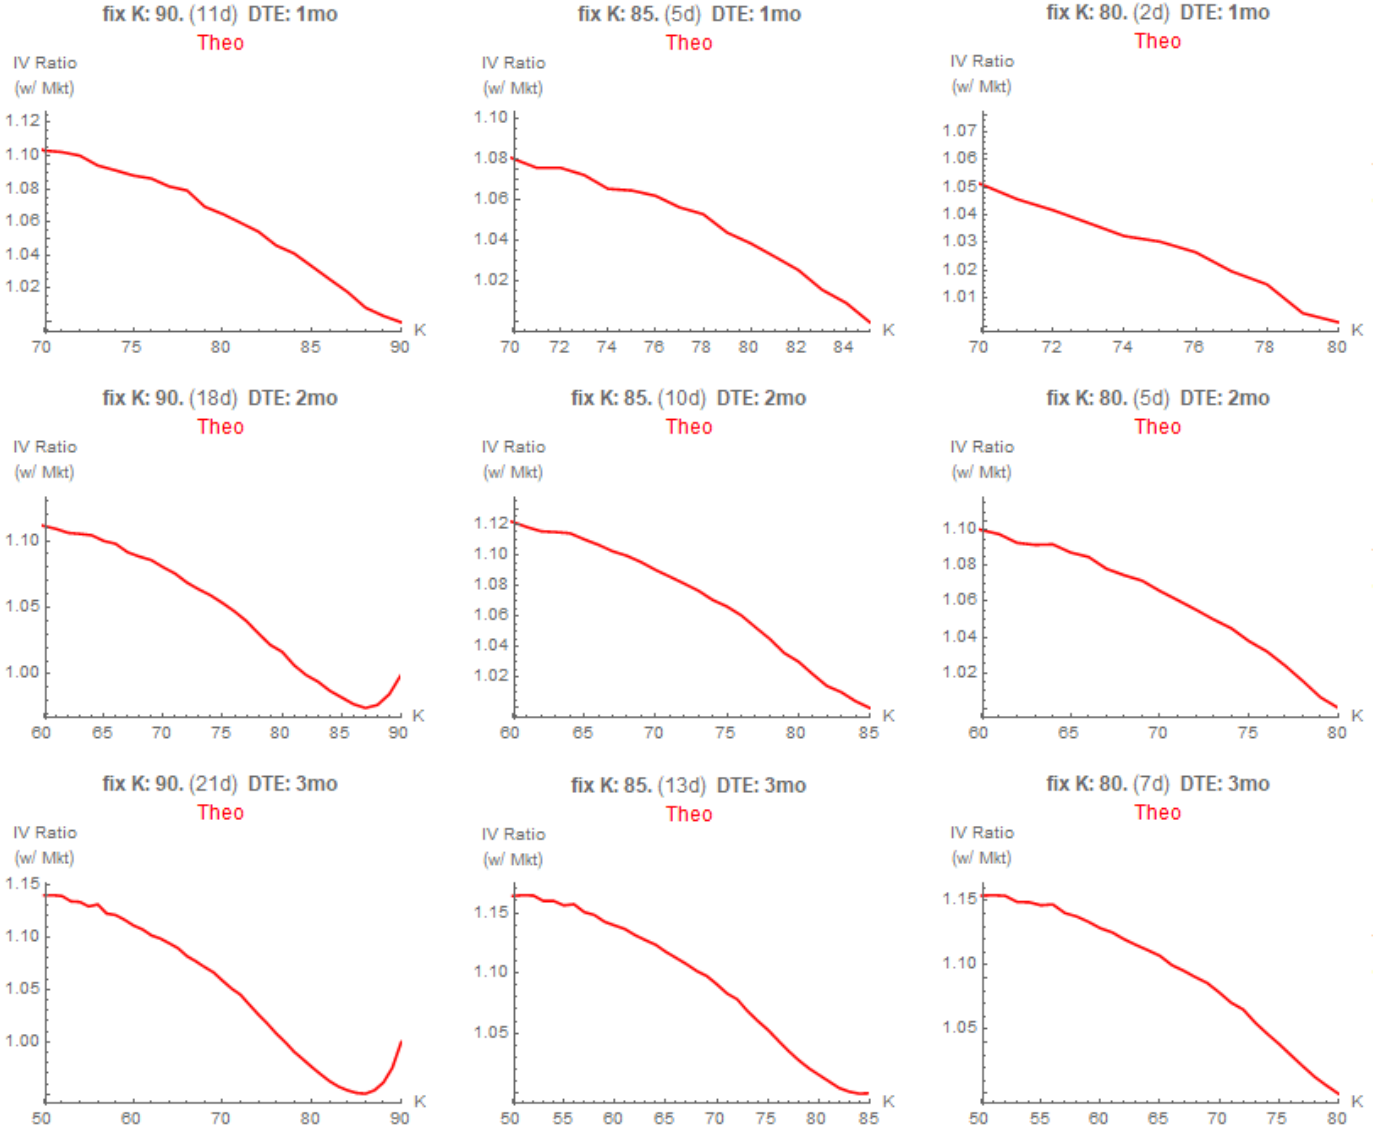 fix K: 90. (11d) DTE: 1mo
Theo
IV Ratio
(w/ Mkt)
1.12
1.10
1.08
1.06
1.04
1.02
K
70 75 80 85 90
fix K: 85. (5d) DTE: 1mo
Theo
IV Ratio
(w/ Mkt)
1.10
1.08
1.06
1.04
1.02
K
70 72 74 76 78 80 82 84
fix K: 80. (2d) DTE: 1mo
Theo
IV Ratio
(w/ Mkt)
1.07
1.06
1.05
1.04
1.03
1.02
1.01
K
70 72 74 76 78 80
fix K: 90. (18d) DTE: 2mo
Theo
IV Ratio
(w/ Mkt)
1.10
1.05
1.00
K
60 65 70 75 80 85 90
fix K: 85. (10d) DTE: 2mo
Theo
IV Ratio
(w/ Mkt)
1.12
1.10
1.08
1.06
1.04
1.02
K
60 65 70 75 80 85
fix K: 80. (5d) DTE: 2mo
Theo
IV Ratio
(w/ Mkt)
1.10
1.08
1.06
1.04
1.02
K
60 65 70 75 80
fix K: 90. (21d) DTE: 3mo
Theo
IV Ratio
(w/ Mkt)
1.15
1.10
1.05
1.00
K
50 60 70 80 90
fix K: 85. (13d) DTE: 3mo
Theo
IV Ratio
(w/ Mkt)
1.15
1.10
1.05
K
50 55 60 65 70 75 80 85
fix K: 80. (7d) DTE: 3mo
Theo
IV Ratio
(w/ Mkt)
1.15
1.10
1.05
K
50 55 60 65 70 75 80